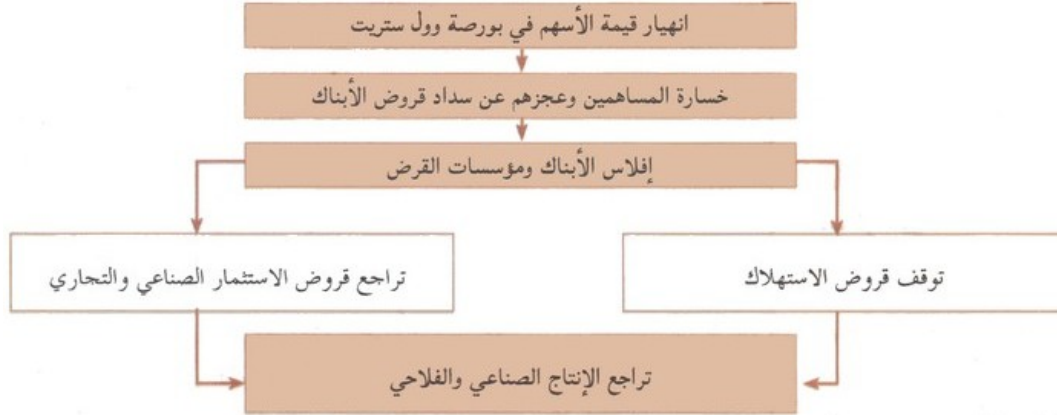 انهيار قيمة الأسهم في بورصة وول ستريت
خسارة المساهمين وعجزهم عن سداد قروض الأبناك
إفلاس الأبناك ومؤسسات القرض
توقف قروض الاستهلاك
تراجع قروض الاستثمار الصناعي والتجاري
تراجع الإنتاج الصناعي والفلاحي